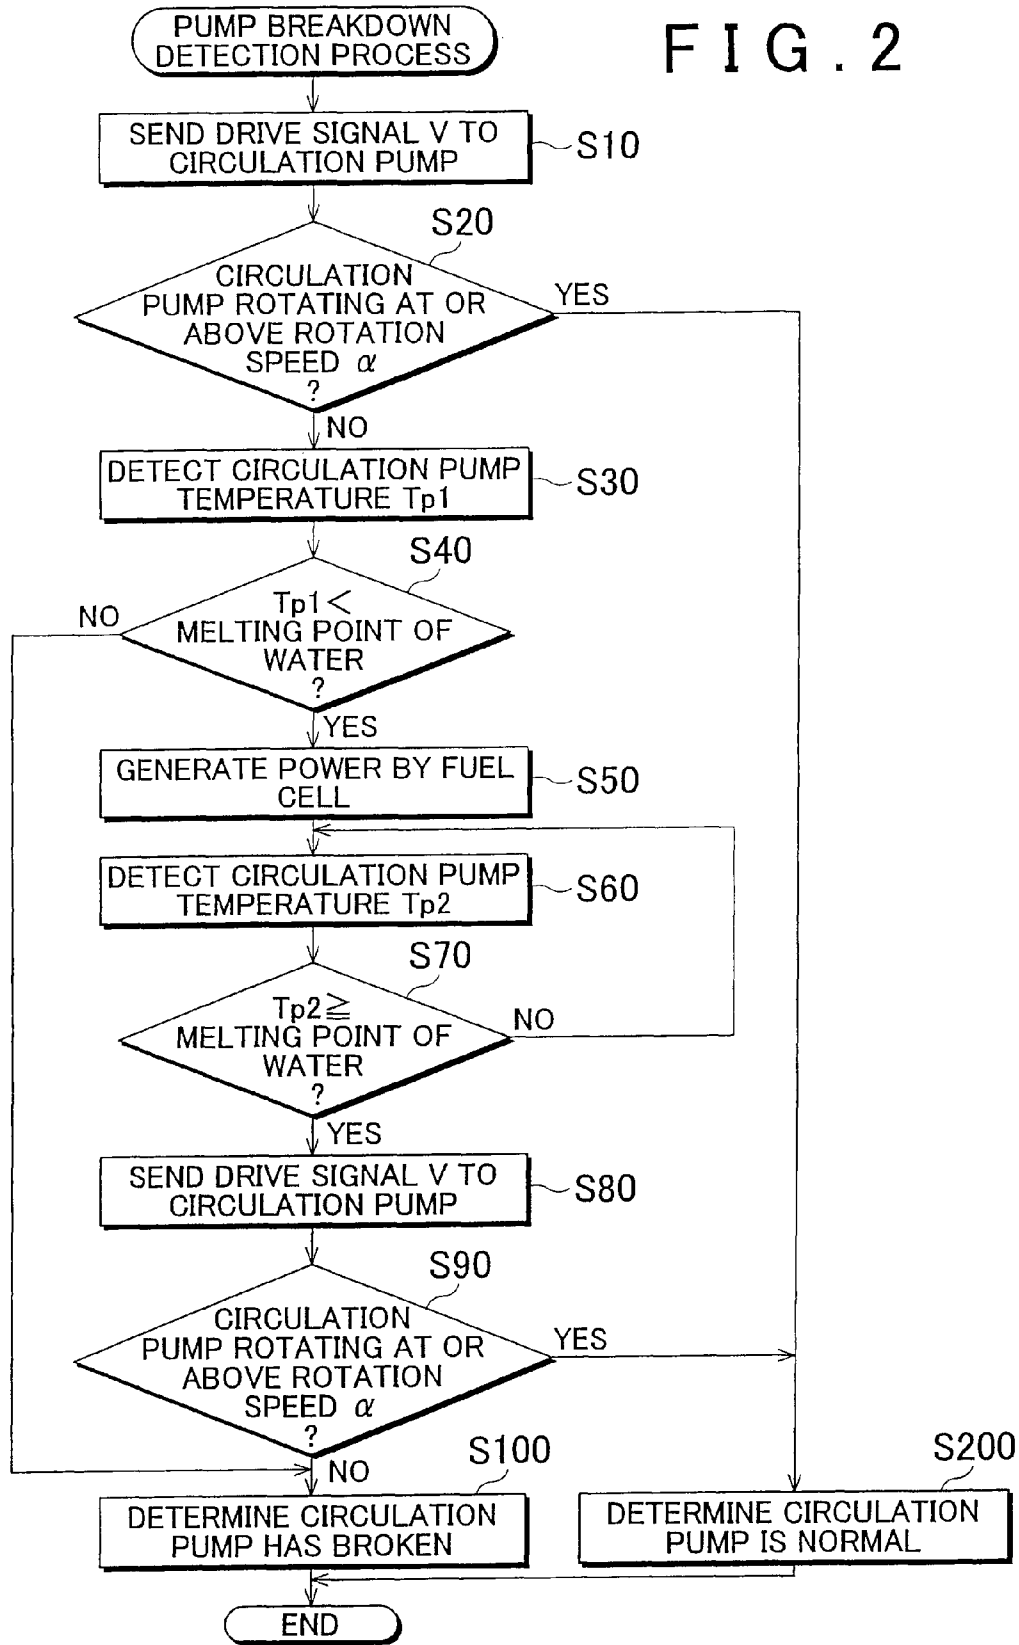 FIG. 2
PUMP BREAKDOWN
DETECTION PROCESS
SEND DRIVE SIGNAL V TO
CIRCULATION PUMP
S10
S20
CIRCULATION
PUMP ROTATING AT OR
ABOVE ROTATION
SPEED α
?
YES
NO
DETECT CIRCULATION PUMP
TEMPERATURE Tp1
S30
S40
Tp1<
MELTING POINT OF
WATER
?
NO
YES
GENERATE POWER BY FUEL
CELL
S50
DETECT CIRCULATION PUMP
TEMPERATURE Tp2
S60
S70
Tp2≧
MELTING POINT OF
WATER
?
NO
YES
SEND DRIVE SIGNAL V TO
CIRCULATION PUMP
S80
S90
CIRCULATION
PUMP ROTATING AT OR
ABOVE ROTATION
SPEED α
?
YES
NO
S100
DETERMINE CIRCULATION
PUMP HAS BROKEN
S200
DETERMINE CIRCULATION
PUMP IS NORMAL
END